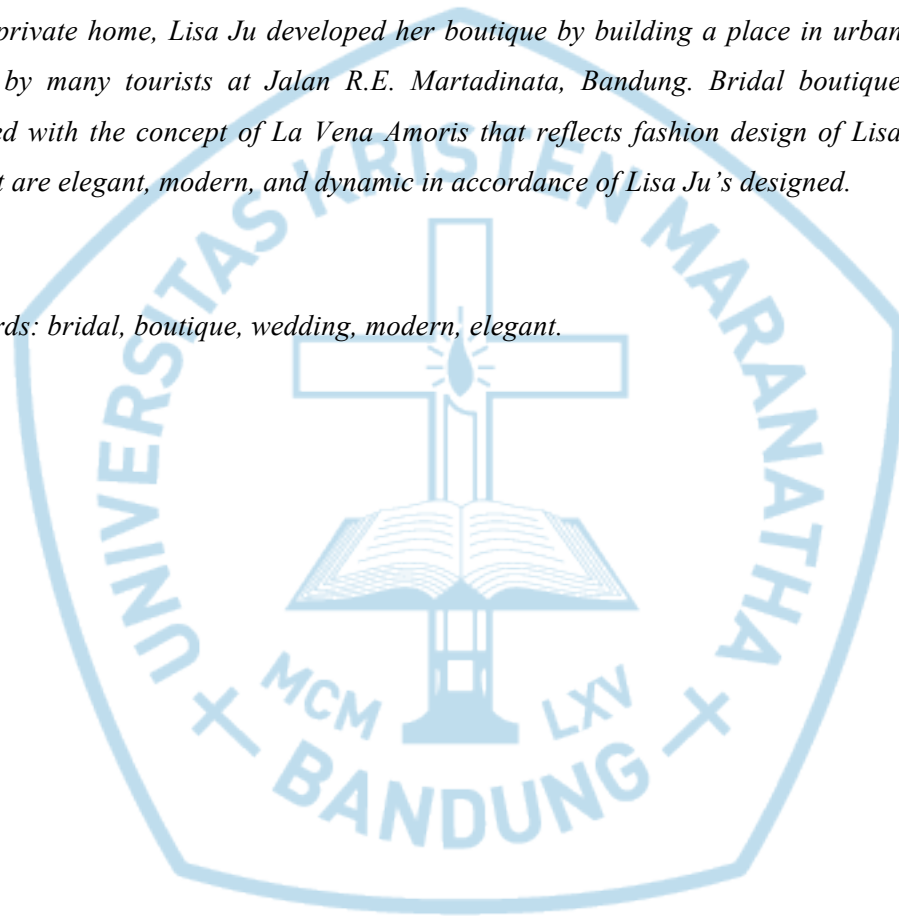 private home, Lisa Ju developed her boutique by building a place in urban
by many tourists at Jalan R.E. Martadinata, Bandung. Bridal boutique
ed with the concept of La Vena Amoris that reflects fashion design of Lisa
t are elegant, modern, and dynamic in accordance of Lisa Ju’s designed.
rds: bridal, boutique, wedding, modern, elegant.
UNIVERSITAS KRISTEN MARANATHA
MCM LXV
BANDUNG